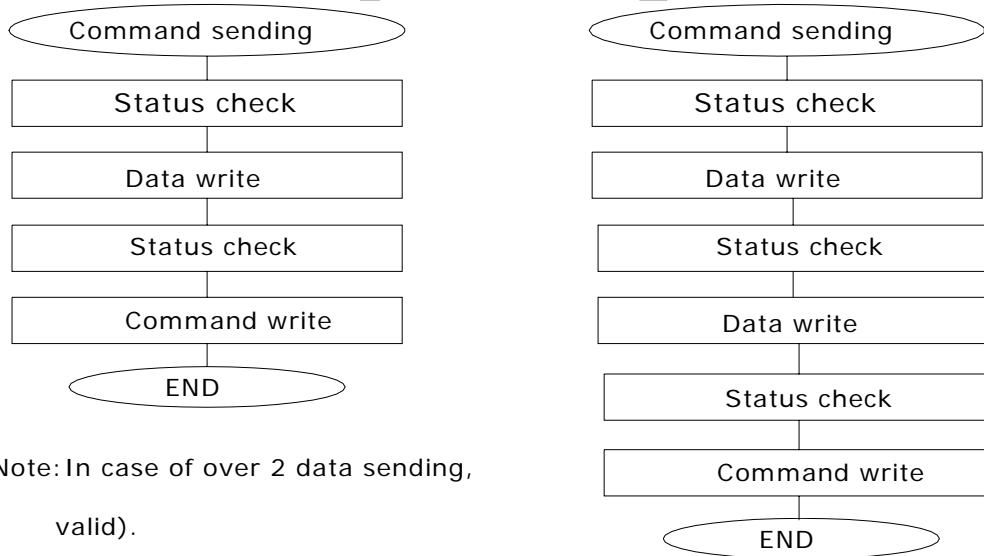 Command sending
Status check
Data write
Status check
Command write
END
Note: In case of over 2 data sending,
valid).
Command sending
Status check
Data write
Status check
Data write
Status check
Command write
END